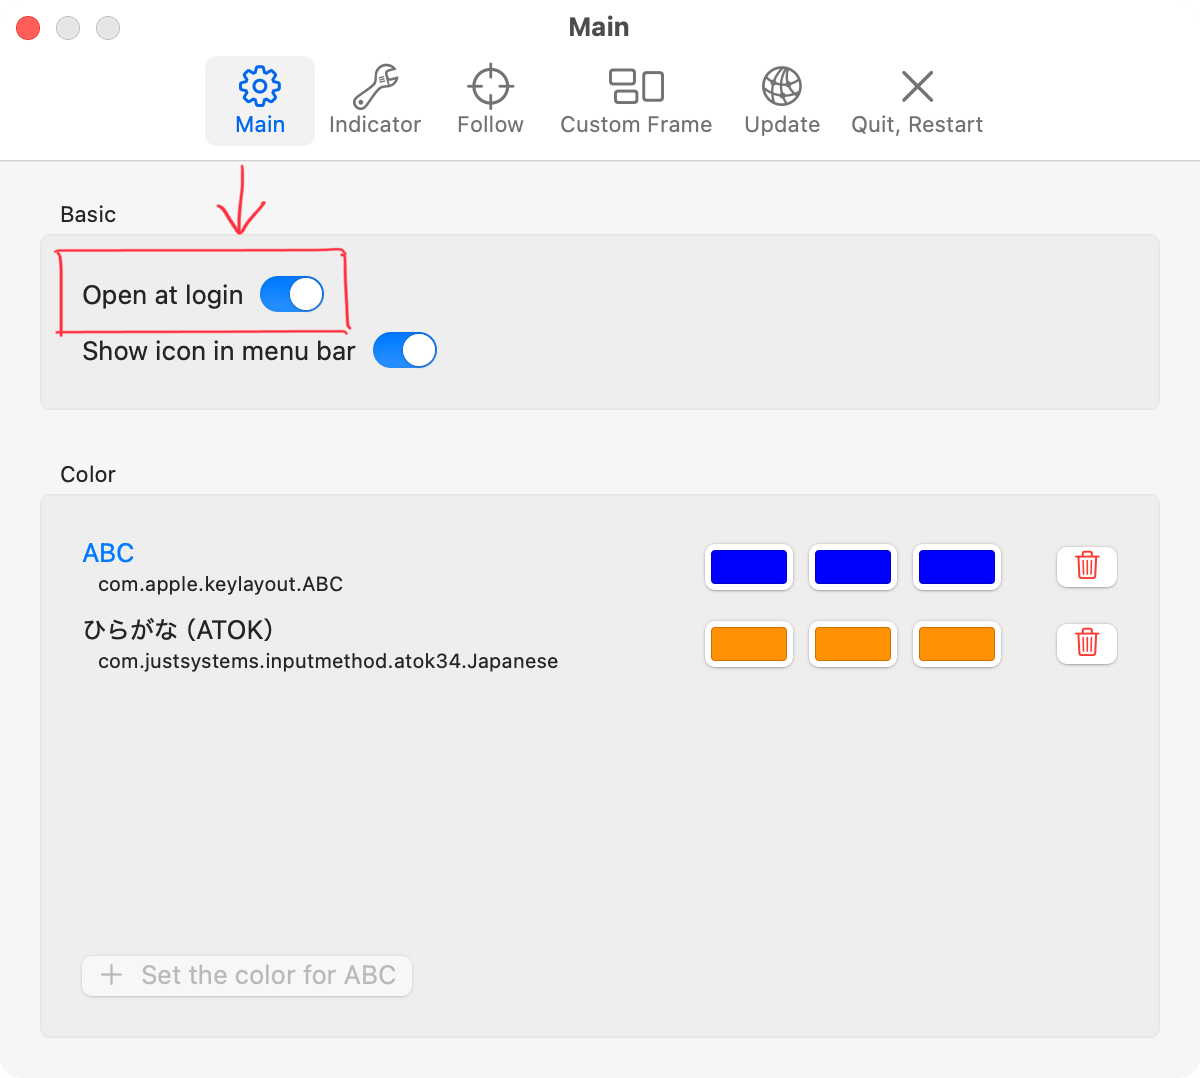 Main
Main
Indicator
Follow
Custom Frame
Update
Quit, Restart
Basic
Open at login
Show icon in menu bar
Color
ABC
com.apple.keylayout.ABC
ひらがな (ATOK)
com.justsystems.inputmethod.atok34.Japanese
+ Set the color for ABC